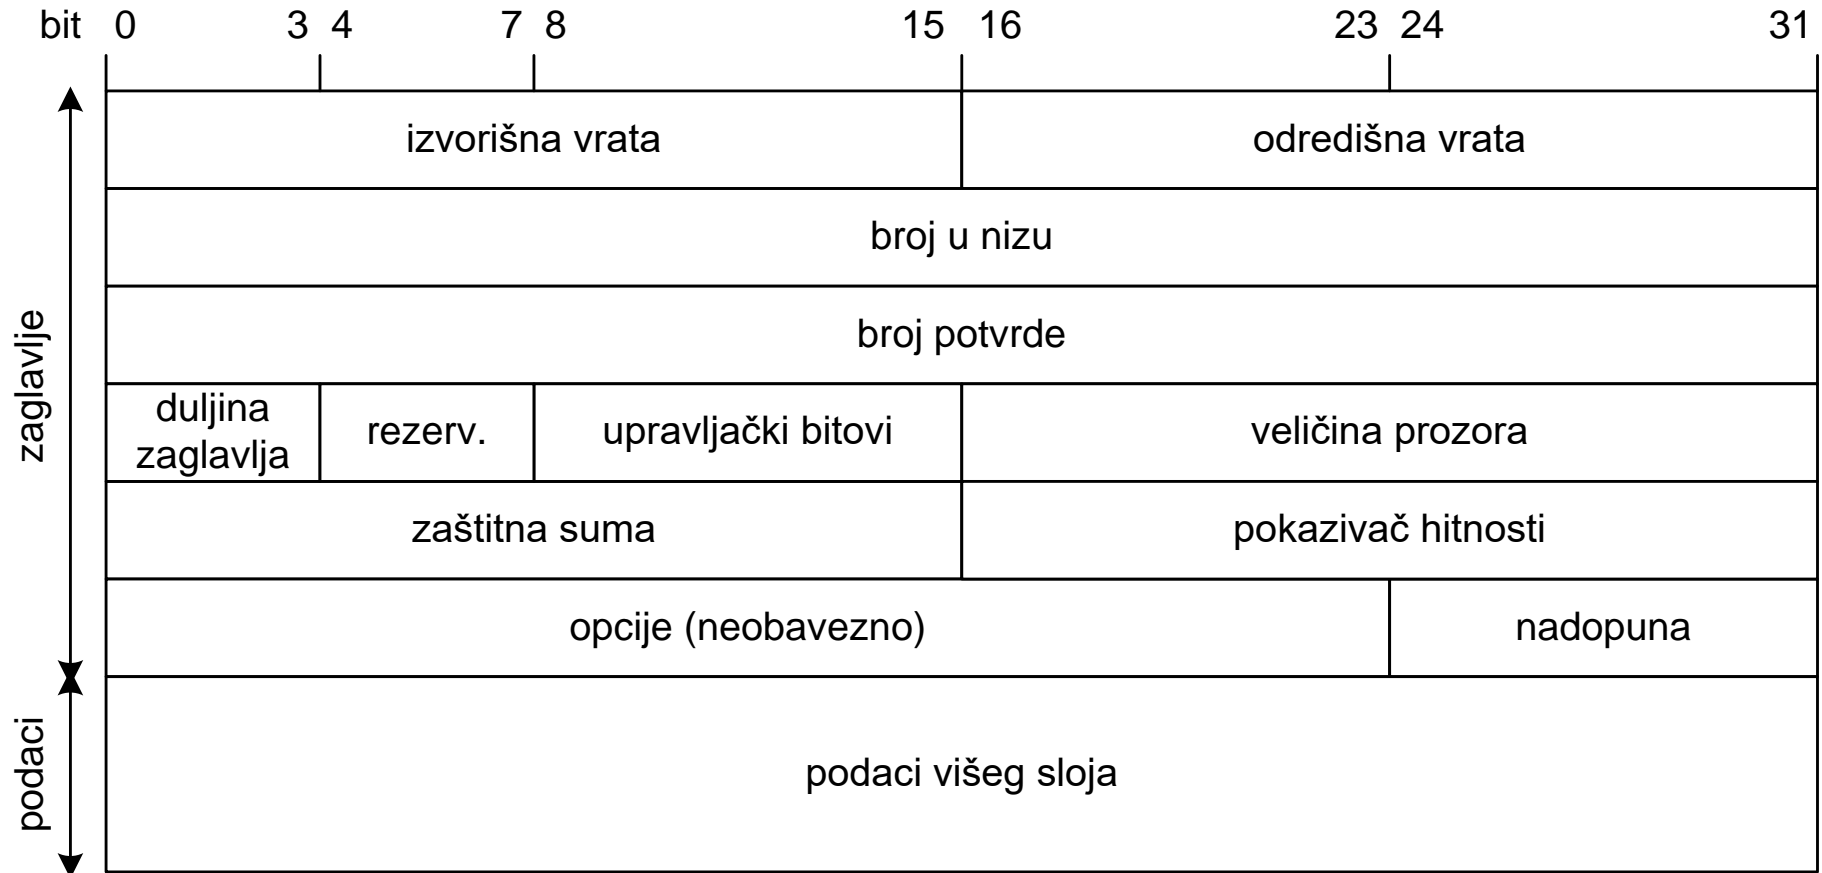 bit 0 3 4 7 8 15 16 23 24 31
izvorišna vrata odredišna vrata
broj u nizu
broj potvrde
zaglavlje
duljina
zaglavlja
rezerv. upravljački bitovi veličina prozora
zaštitna suma pokazivač hitnosti
opcije (neobavezno) nadopuna
podaci
podaci višeg sloja